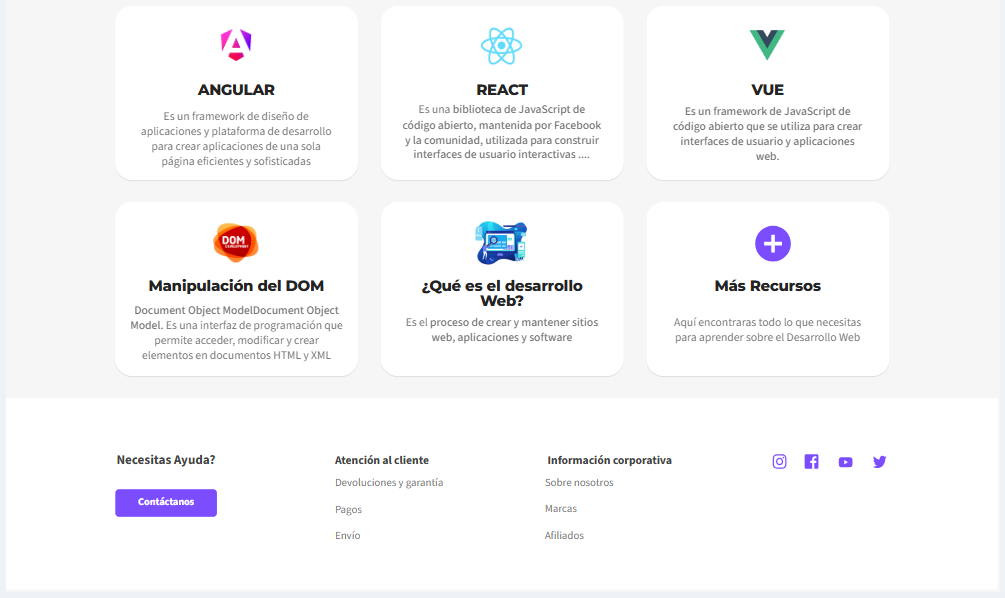 ANGULAR
Es un framework de diseño de
aplicaciones y plataforma de desarrollo
para crear aplicaciones de una sola
página eficientes y sofisticadas
REACT
Es una biblioteca de JavaScript de
código abierto, mantenida por Facebook
y la comunidad, utilizada para construir
interfaces de usuario interactivas ....
VUE
Es un framework de JavaScript de
código abierto que se utiliza para crear
interfaces de usuario y aplicaciones
web.
DOM
DEVELOPMENT
Manipulación del DOM
Document Object ModelDocument Object
Model. Es una interfaz de programación que
permite acceder, modificar y crear
elementos en documentos HTML y XML
¿Qué es el desarrollo
Web?
Es el proceso de crear y mantener sitios
web, aplicaciones y software
Más Recursos
Aquí encontraras todo lo que necesitas
para aprender sobre el Desarrollo Web
Necesitas Ayuda?
Contáctanos
Atención al cliente
Devoluciones y garantía
Pagos
Envío
Información corporativa
Sobre nosotros
Marcas
Afiliados